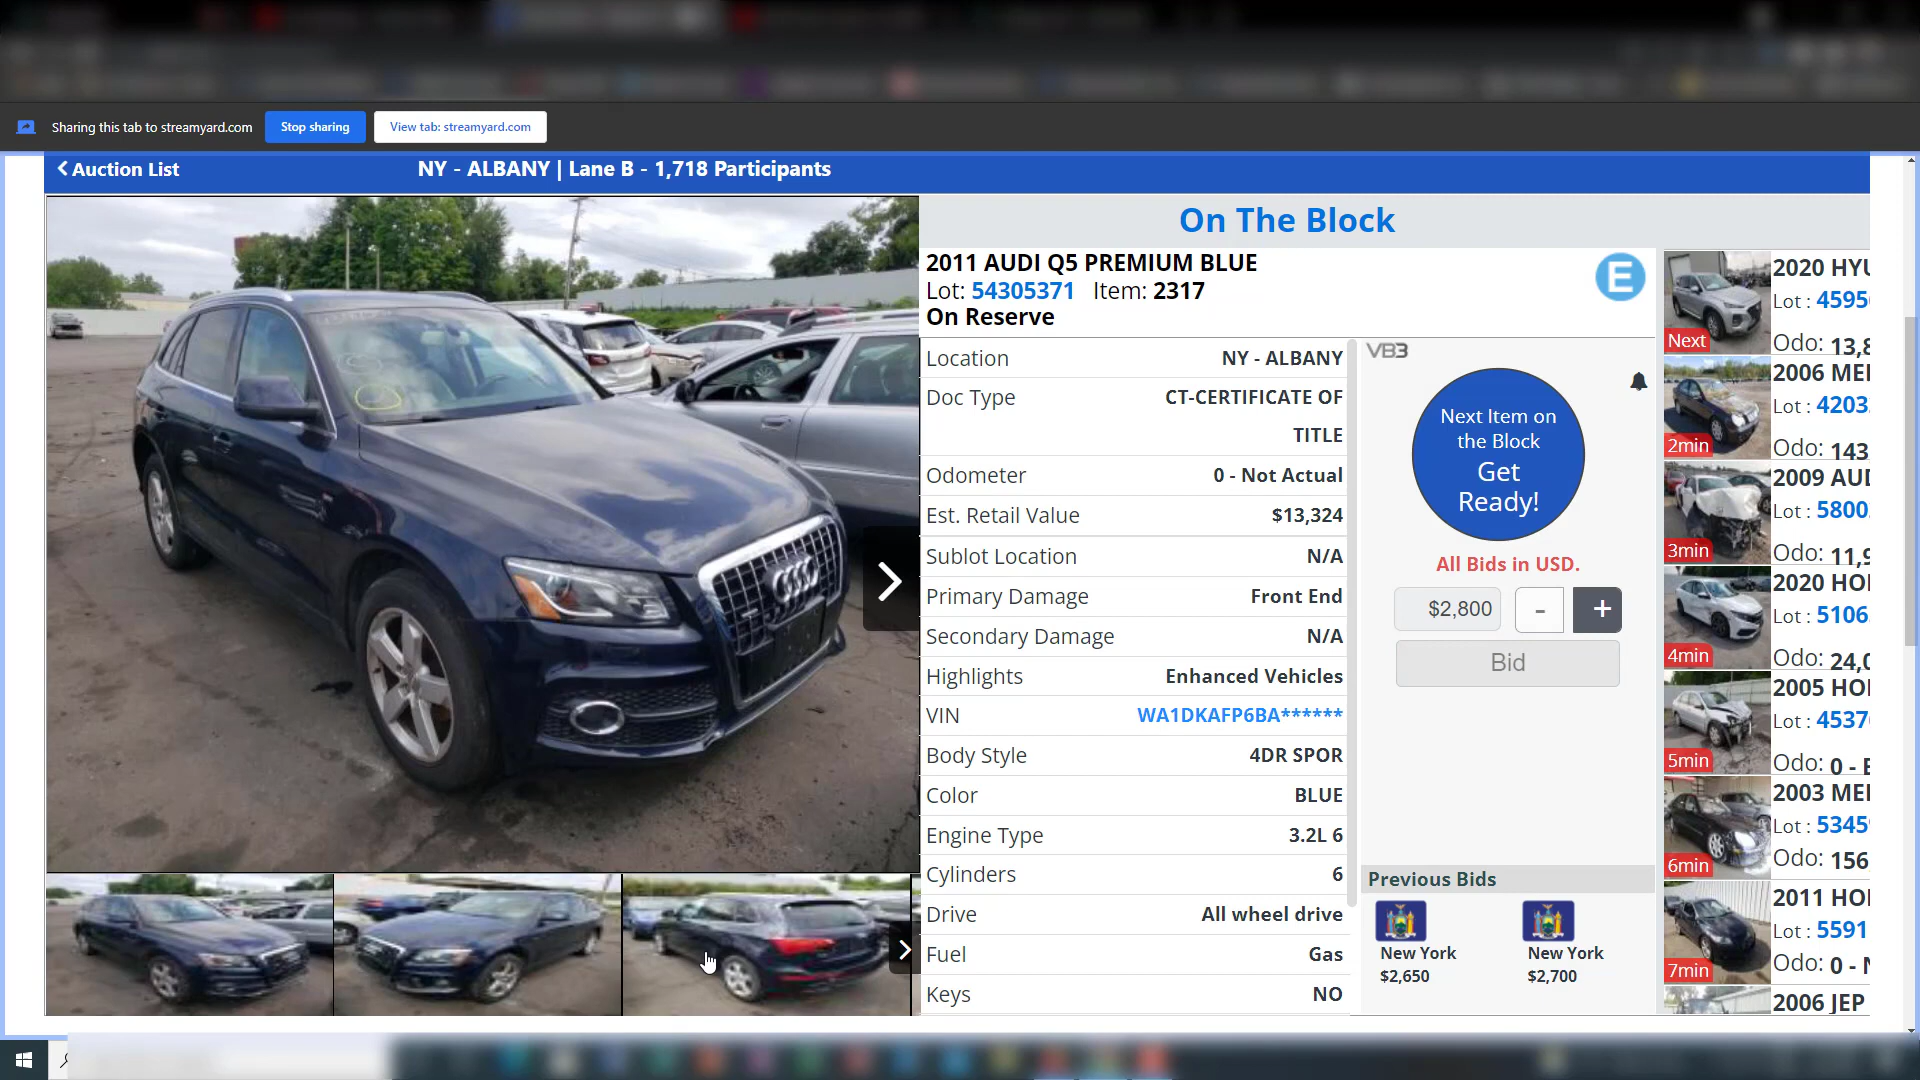 Sharing this tab to streamyard.com
Stop sharing
View tab: streamyard.com
Auction List
NY - ALBANY | Lane B - 1,718 Participants
On The Block
2011 AUDI Q5 PREMIUM BLUE
Lot: 54305371 Item: 2317
On Reserve
E
Location NY - ALBANY
Doc Type CT-CERTIFICATE OF
TITLE
Odometer 0 - Not Actual
Est. Retail Value $13,324
Sublot Location N/A
Primary Damage Front End
Secondary Damage N/A
Highlights Enhanced Vehicles
VIN WA1DKAFP6BA******
Body Style 4DR SPOR
Color BLUE
Engine Type 3.2L 6
Cylinders 6
Drive All wheel drive
Fuel Gas
Keys NO
VB3
Next Item on
the Block
Get
Ready!
All Bids in USD.
$2,800 - +
Bid
Previous Bids
New York
$2,650
New York
$2,700
2020 HYU
Lot : 4595
Next
Odo: 13,8
2006 MEI
Lot : 4203
2min
Odo: 143
2009 AUD
Lot : 5800
3min
Odo: 11,9
2020 HOI
Lot : 5106
4min
Odo: 24,0
2005 HOI
Lot : 4537
5min
Odo: 0 - E
2003 MEI
Lot : 5345
6min
Odo: 156
2011 HOI
Lot : 5591
7min
Odo: 0 - N
2006 JEP